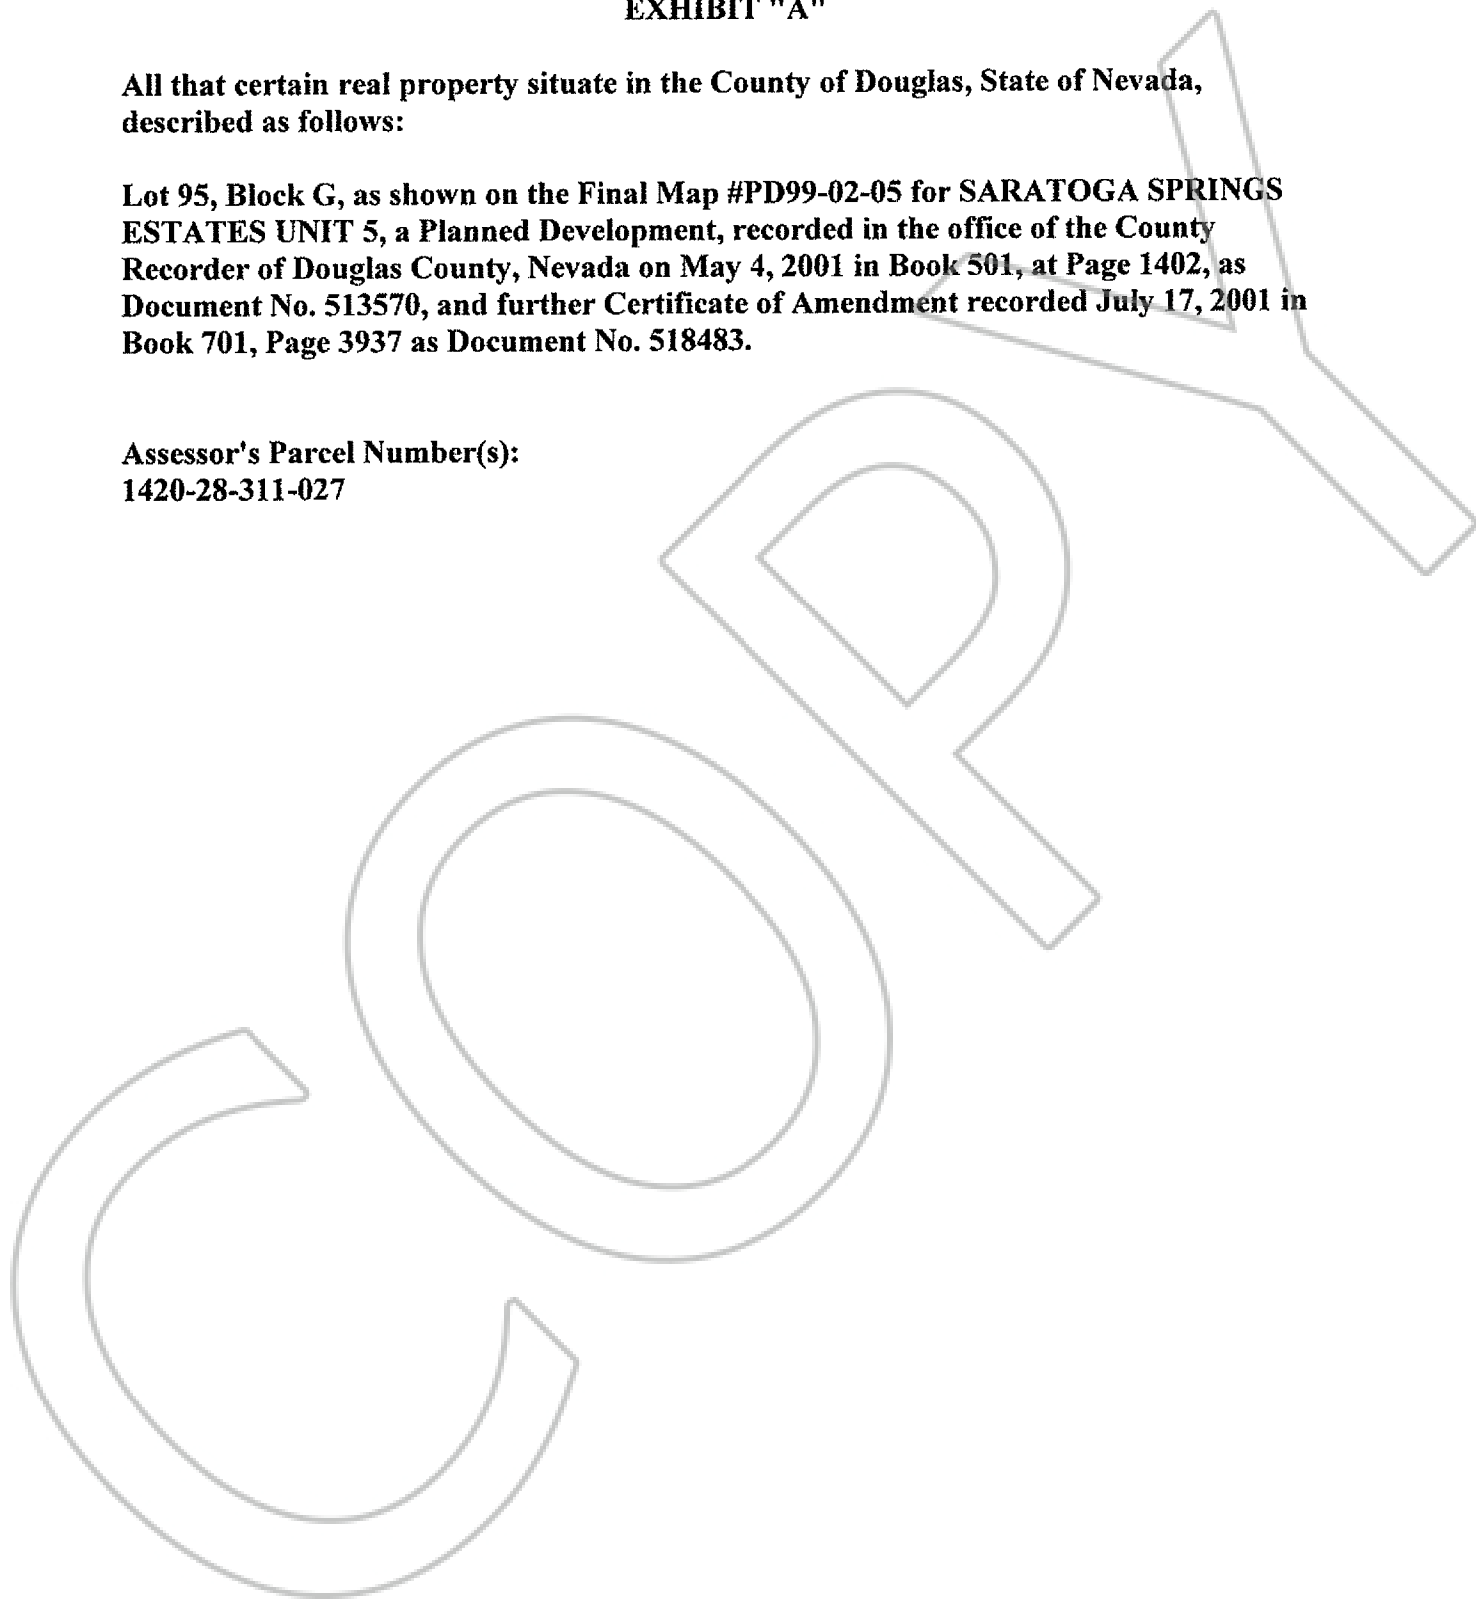 EXHIBIT "A"
All that certain real property situate in the County of Douglas, State of Nevada,
described as follows:
Lot 95, Block G, as shown on the Final Map #PD99-02-05 for SARATOGA SPRINGS
ESTATES UNIT 5, a Planned Development, recorded in the office of the County
Recorder of Douglas County, Nevada on May 4, 2001 in Book 501, at Page 1402, as
Document No. 513570, and further Certificate of Amendment recorded July 17, 2001 in
Book 701, Page 3937 as Document No. 518483.
Assessor's Parcel Number(s):
1420-28-311-027
COPY